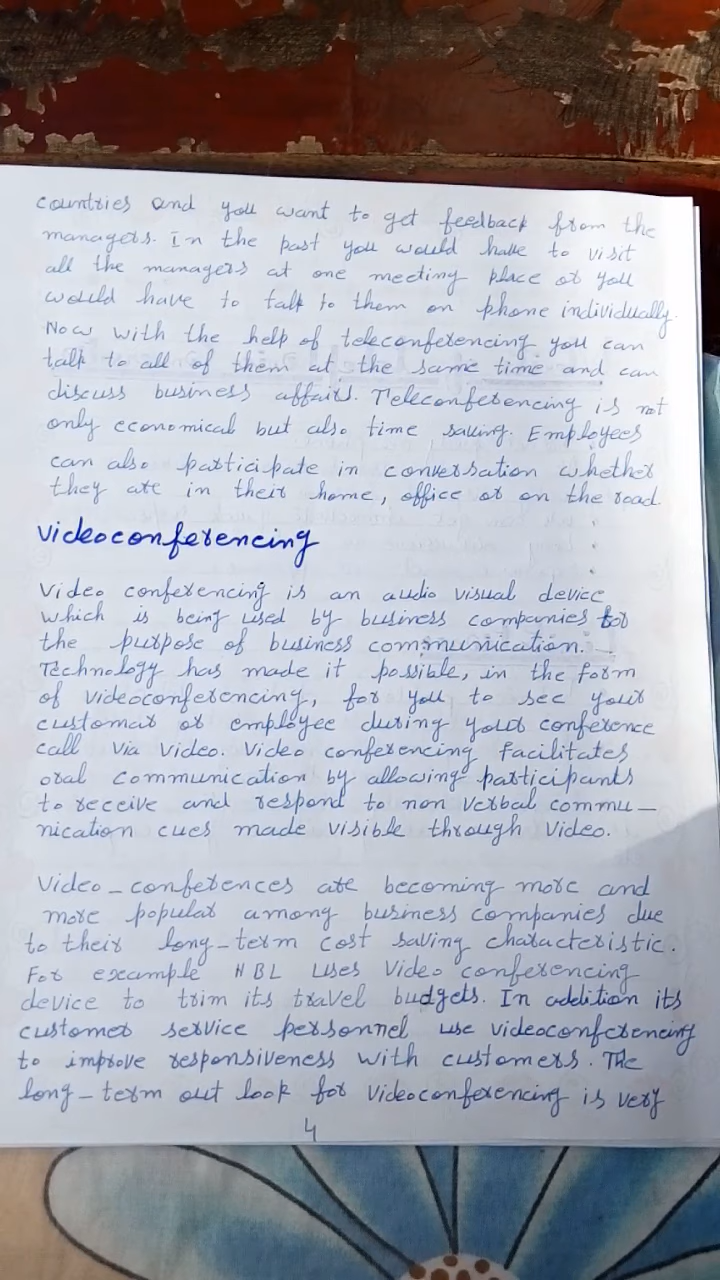 countries and you want to get feedback from the
managers. In the past you would have to visit
all the managers at one meeting place or you
would have to talk to them on phone individually.
Now with the help of teleconferencing you can
talk to all of them at the same time and can
discuss business affairs. Teleconferencing is not
only economical but also time saving. Employees
can also participate in conversation whether
they are in their home, office or on the road
Videoconferencing
Video conferencing is an audio visual device
which is being used by business companies for
the purpose of business communication.
Technology has made it possible, in the form
of videoconferencing, for you to see your
customar or employee during your conference
call via video. Video conferencing facilitates
oral communication by allowing participants
to receive and respond to non verbal commu-
nication cues made visible through video.
Video-conferences are becoming more and
more popular among business companies due
to their long-term cost saving characteristic.
For example HBL uses Video conferencing
device to trim its travel budgets. In addition its
customer service personnel use videoconferencing
to improve responsiveness with customers. The
long-term out look for videoconferencing is very
4